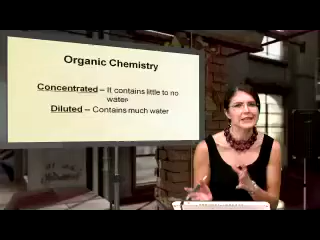 Organic Chemistry
Concentrated – It contains little to no
water
Diluted – Contains much water